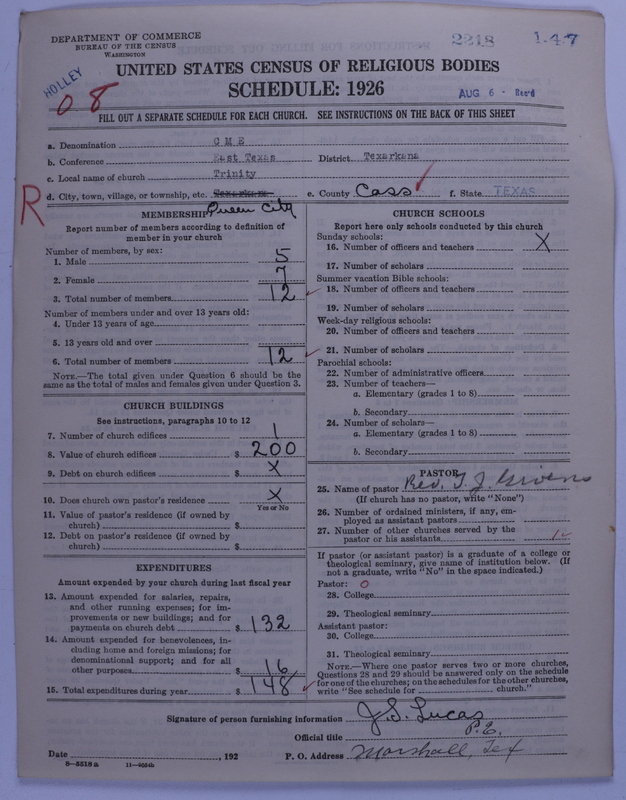 DEPARTMENT OF COMMERCE
BUREAU OF THE CENSUS
WASHINGTON
2218
1-4-7
HOLLEY
08
UNITED STATES CENSUS OF RELIGIOUS BODIES
SCHEDULE: 1926
AUG 6 - Rec'd
FILL OUT A SEPARATE SCHEDULE FOR EACH CHURCH. SEE INSTRUCTIONS ON THE BACK OF THIS SHEET
a. Denomination C M E
b. Conference East Texas District Texarkana
c. Local name of church Trinity
R d. City, town, village, or township, etc. Texarkana e. County Cass f. State TEXAS
Queen City
MEMBERSHIP
Report number of members according to definition of member in your church
Number of members, by sex:
1. Male 5
2. Female 7
3. Total number of members 12
Number of members under and over 13 years old:
4. Under 13 years of age
5. 13 years old and over
6. Total number of members 12
NOTE.—The total given under Question 6 should be the same as the total of males and females given under Question 3.
CHURCH BUILDINGS
See instructions, paragraphs 10 to 12
7. Number of church edifices 1
8. Value of church edifices $ 200
9. Debt on church edifices $ X
10. Does church own pastor's residence X
Yes or No
11. Value of pastor's residence (if owned by church) $
12. Debt on pastor's residence (if owned by church) $
EXPENDITURES
Amount expended by your church during last fiscal year
13. Amount expended for salaries, repairs, and other running expenses; for improvements or new buildings; and for payments on church debt $ 132
14. Amount expended for benevolences, including home and foreign missions; for denominational support; and for all other purposes $ 16
15. Total expenditures during year $ 148
CHURCH SCHOOLS
Report here only schools conducted by this church
Sunday schools:
16. Number of officers and teachers X
17. Number of scholars
Summer vacation Bible schools:
18. Number of officers and teachers
19. Number of scholars
Week-day religious schools:
20. Number of officers and teachers
21. Number of scholars
Parochial schools:
22. Number of administrative officers
23. Number of teachers—
a. Elementary (grades 1 to 8)
b. Secondary
24. Number of scholars—
a. Elementary (grades 1 to 8)
b. Secondary
PASTOR
25. Name of pastor Rev. T. J. Givens
(If church has no pastor, write "None")
26. Number of ordained ministers, if any, employed as assistant pastors
27. Number of other churches served by the pastor or his assistants 1
If pastor (or assistant pastor) is a graduate of a college or theological seminary, give name of institution below. (If not a graduate, write "No" in the space indicated.)
Pastor: 0
28. College
29. Theological seminary
Assistant pastor:
30. College
31. Theological seminary
NOTE.—Where one pastor serves two or more churches, Questions 28 and 29 should be answered only on the schedule for one of the churches; on the schedules for the other churches, write "See schedule for church."
Signature of person furnishing information J. S. Lucas
Official title P. E.
Date , 192 P. O. Address Marshall, Tex